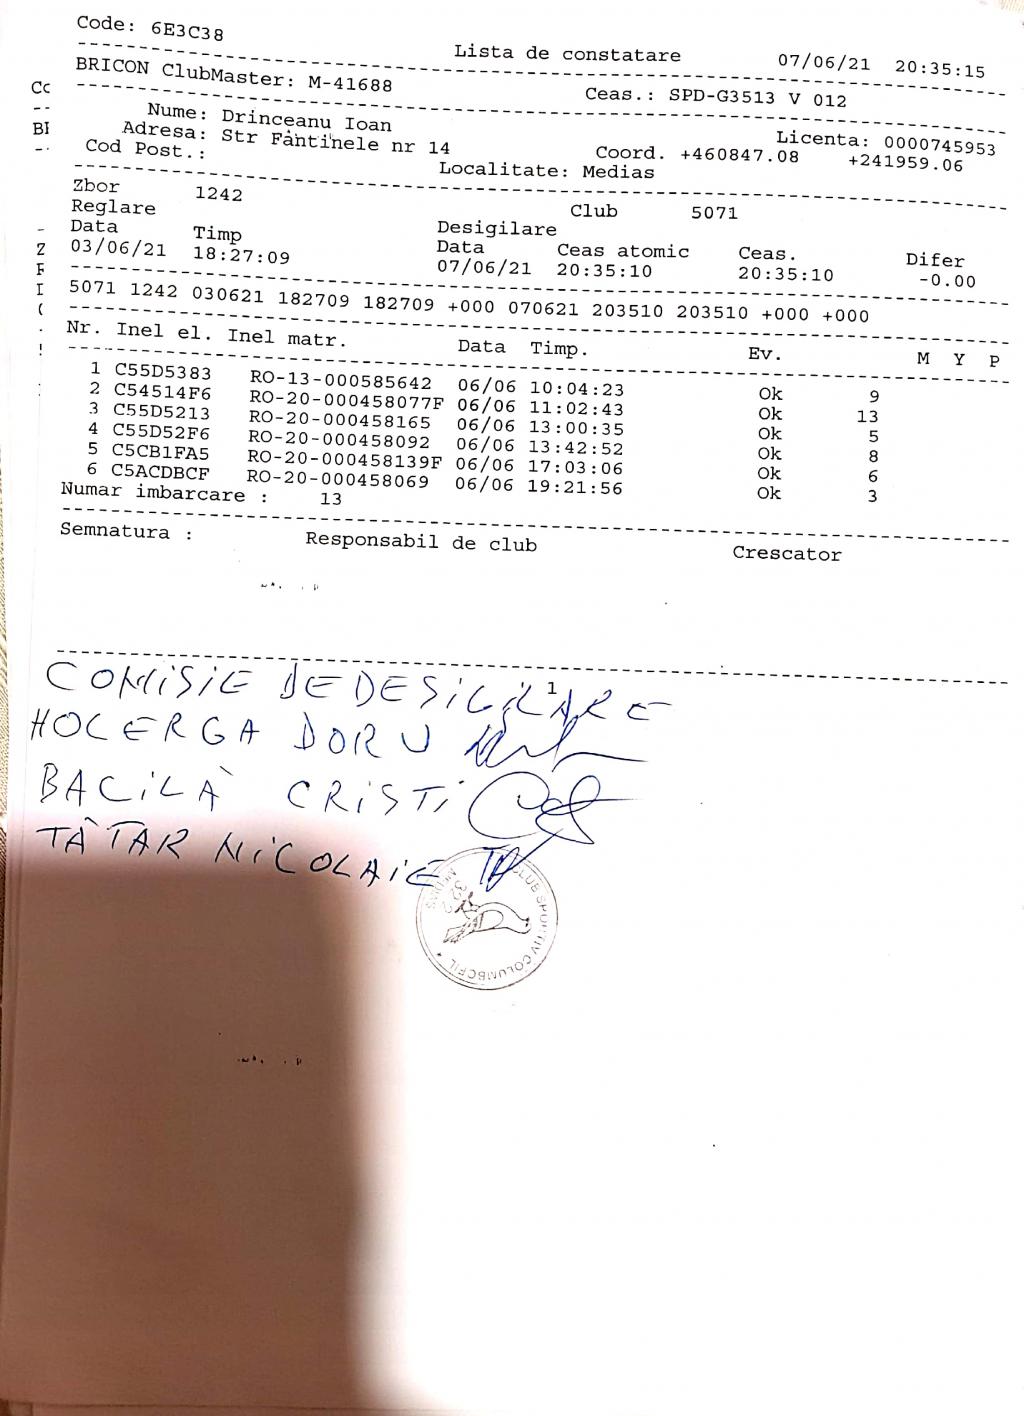 Code: 6E3C38
Lista de constatare 07/06/21 20:35:15
BRICON ClubMaster: M-41688 Ceas.: SPD-G3513 V 012
Nume: Drinceanu Ioan Licenta: 0000745953
Adresa: Str Fântinele nr 14 Coord. +460847.08 +241959.06
Cod Post.: Localitate: Medias
Zbor 1242 Club 5071
Reglare Desigilare
Data Timp Data Ceas atomic Ceas. Difer
03/06/21 18:27:09 07/06/21 20:35:10 20:35:10 -0.00
5071 1242 030621 182709 182709 +000 070621 203510 203510 +000 +000
Nr. Inel el. Inel matr. Data Timp. Ev. M Y P
1 C55D5383 RO-13-000585642 06/06 10:04:23 Ok 9
2 C54514F6 RO-20-000458077F 06/06 11:02:43 Ok 13
3 C55D5213 RO-20-000458165 06/06 13:00:35 Ok 5
4 C55D52F6 RO-20-000458092 06/06 13:42:52 Ok 8
5 C5CB1FA5 RO-20-000458139F 06/06 17:03:06 Ok 6
6 C5ACDBCF RO-20-000458069 06/06 19:21:56 Ok 3
Numar imbarcare : 13
Semnatura : Responsabil de club Crescator
1
COMISIE DE DESIGILARE
HOCERGA DORU
BACILĂ CRISTI
TĂTAR NICOLAIE
CLUB SPORTIV COLUMBOFIL